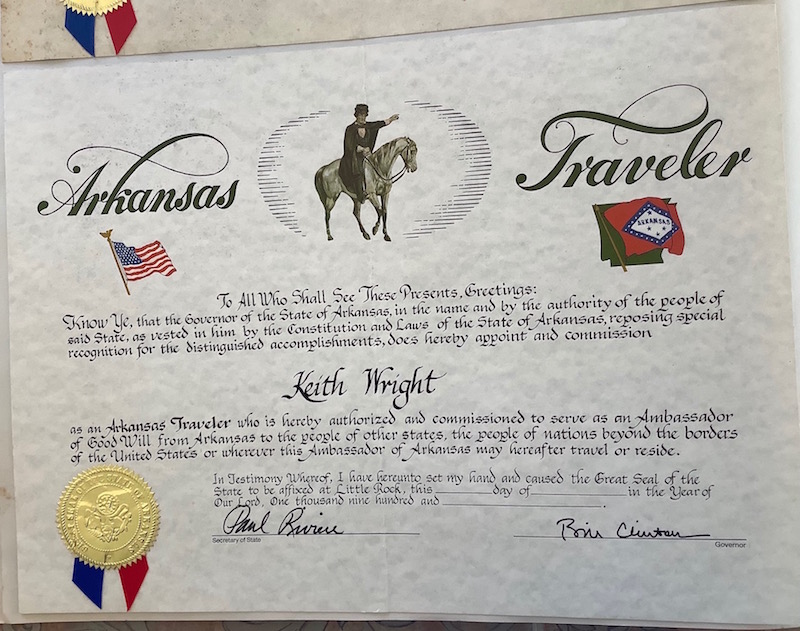 Arkansas Traveler
ARKANSAS
To All Who Shall See These Presents, Greetings:
Know Ye, that the Governor of the State of Arkansas, in the name and by the authority of the people of
said State, as vested in him by the Constitution and Laws of the State of Arkansas, reposing special
recognition for the distinguished accomplishments, does hereby appoint and commission
Keith Wright
as an Arkansas Traveler who is hereby authorized and commissioned to serve as an Ambassador
of Good Will from Arkansas to the people of other states, the people of nations beyond the borders
of the United States or wherever this Ambassador of Arkansas may hereafter travel or reside.
In Testimony Whereof, I have hereunto set my hand and caused the Great Seal of the
State to be affixed at Little Rock, this ________ day of ____________ in the Year of
Our Lord, One thousand nine hundred and ____________________.
Paul Riviere
Bill Clinton
Secretary of State
Governor